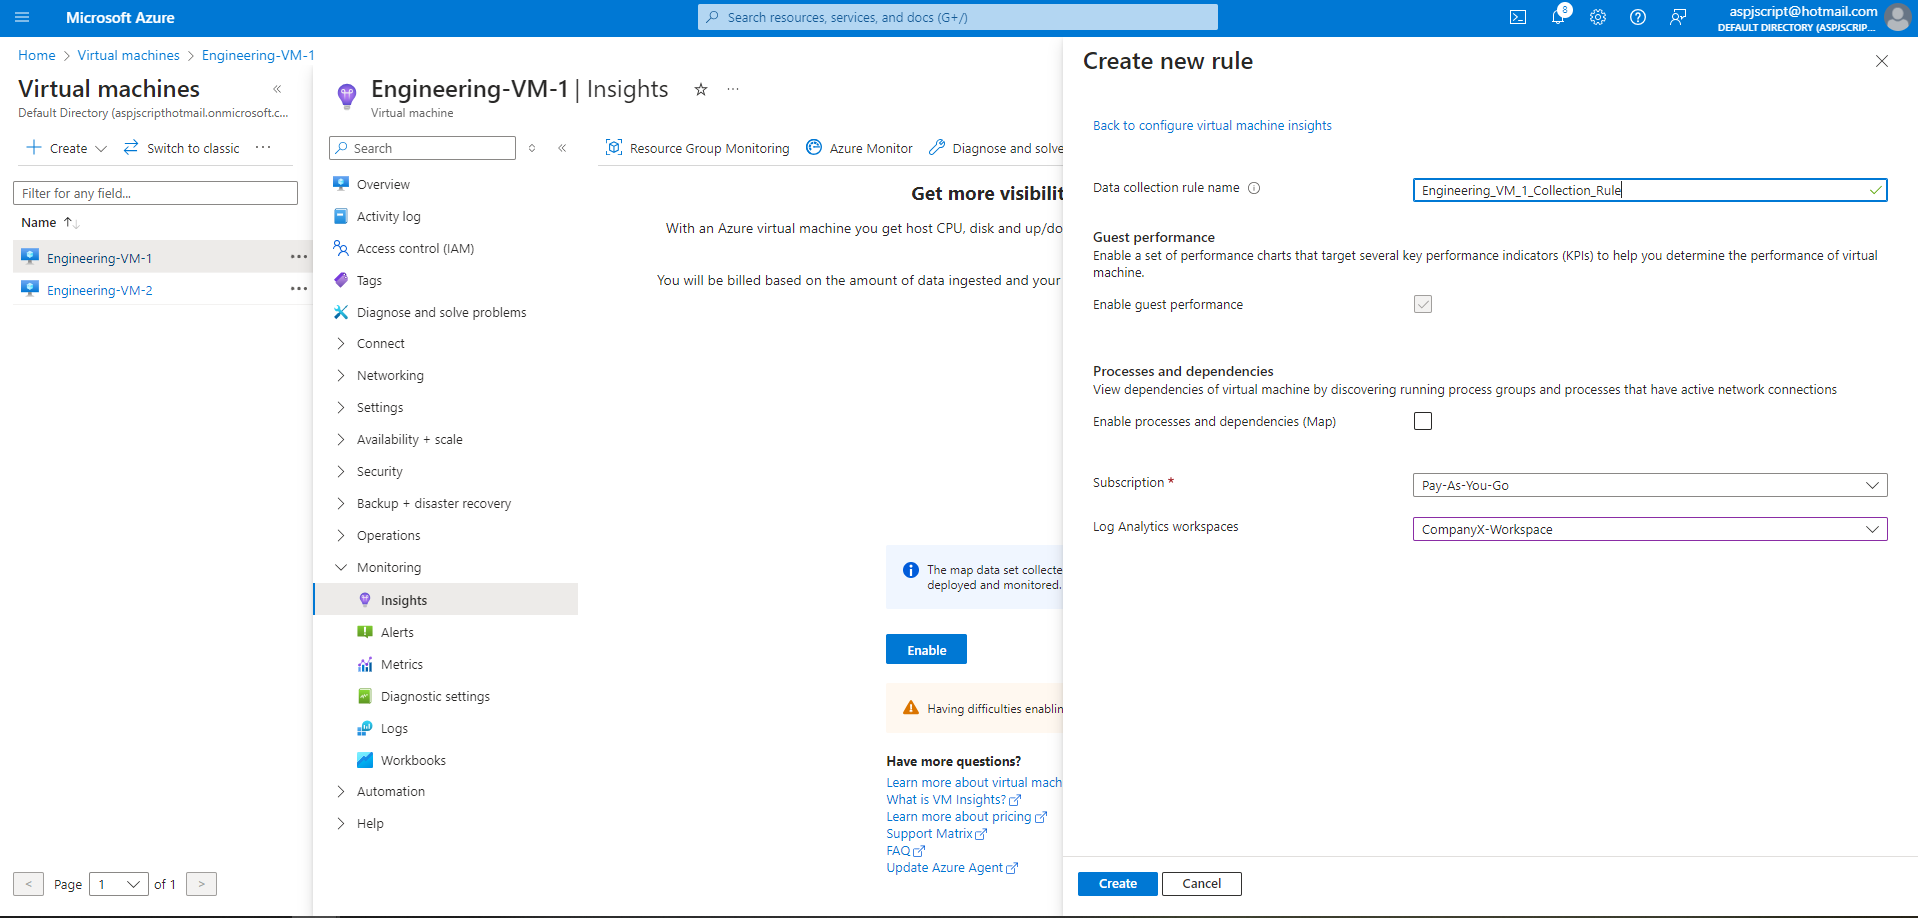 Microsoft Azure
Search resources, services, and docs (G+/)
8
aspjscript@hotmail.com
DEFAULT DIRECTORY (ASPJSCRIP...
Home > Virtual machines > Engineering-VM-1
Virtual machines
Default Directory (aspjscripthotmail.onmicrosoft.c...
Create
Switch to classic
Filter for any field...
Name
Engineering-VM-1
Engineering-VM-2
< Page 1 of 1 >
Engineering-VM-1 | Insights
Virtual machine
Search
Overview
Activity log
Access control (IAM)
Tags
Diagnose and solve problems
Connect
Networking
Settings
Availability + scale
Security
Backup + disaster recovery
Operations
Monitoring
Insights
Alerts
Metrics
Diagnostic settings
Logs
Workbooks
Automation
Help
Resource Group Monitoring
Azure Monitor
Diagnose and solve
Get more visibilit
With an Azure virtual machine you get host CPU, disk and up/do
You will be billed based on the amount of data ingested and your
The map data set collecte
deployed and monitored.
Enable
Having difficulties enablin
Have more questions?
Learn more about virtual mach
What is VM Insights?
Learn more about pricing
Support Matrix
FAQ
Update Azure Agent
Create new rule
Back to configure virtual machine insights
Data collection rule name
Engineering_VM_1_Collection_Rule
Guest performance
Enable a set of performance charts that target several key performance indicators (KPIs) to help you determine the performance of virtual
machine.
Enable guest performance
Processes and dependencies
View dependencies of virtual machine by discovering running process groups and processes that have active network connections
Enable processes and dependencies (Map)
Subscription *
Pay-As-You-Go
Log Analytics workspaces
CompanyX-Workspace
Create
Cancel